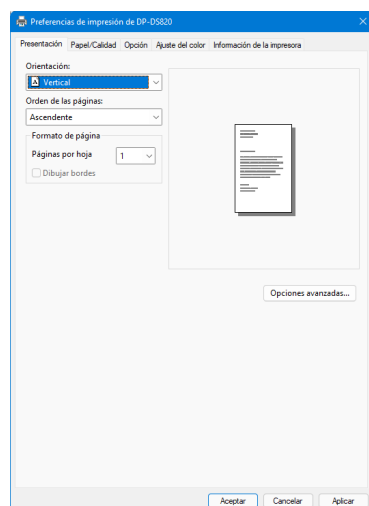 Preferencias de impresión de DP-DS820
Presentación Papel/Calidad Opción Ajuste del color Información de la impresora
Orientación:
A Vertical
Orden de las páginas:
Ascendente
Formato de página
Páginas por hoja 1
Dibujar bordes
Opciones avanzadas...
Aceptar Cancelar Aplicar